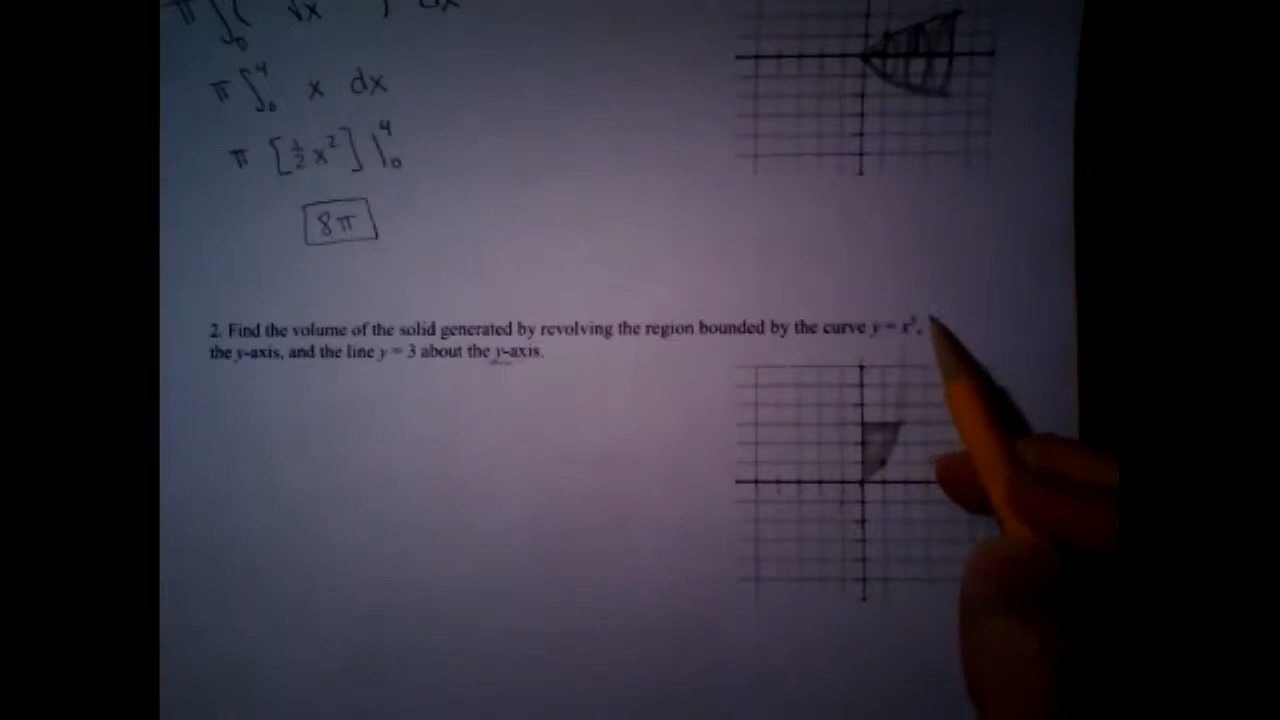 π ∫₀⁴ x dx
π [½x²] |₀⁴
8π
2. Find the volume of the solid generated by revolving the region bounded by the curve y =
the y-axis, and the line y = 3 about the y-axis.